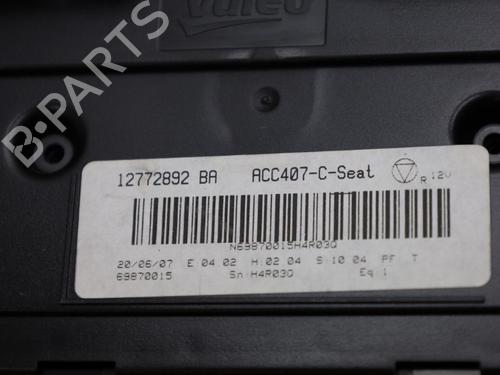 Valeo
12772892 BA ACC407-C-Seat R 12V
N69870015H4R03Q
20/06/07 E:04 02 H:02 04 S:10 04 PF T
69870015 Sn:H4R03Q Eq:1
B-PARTS